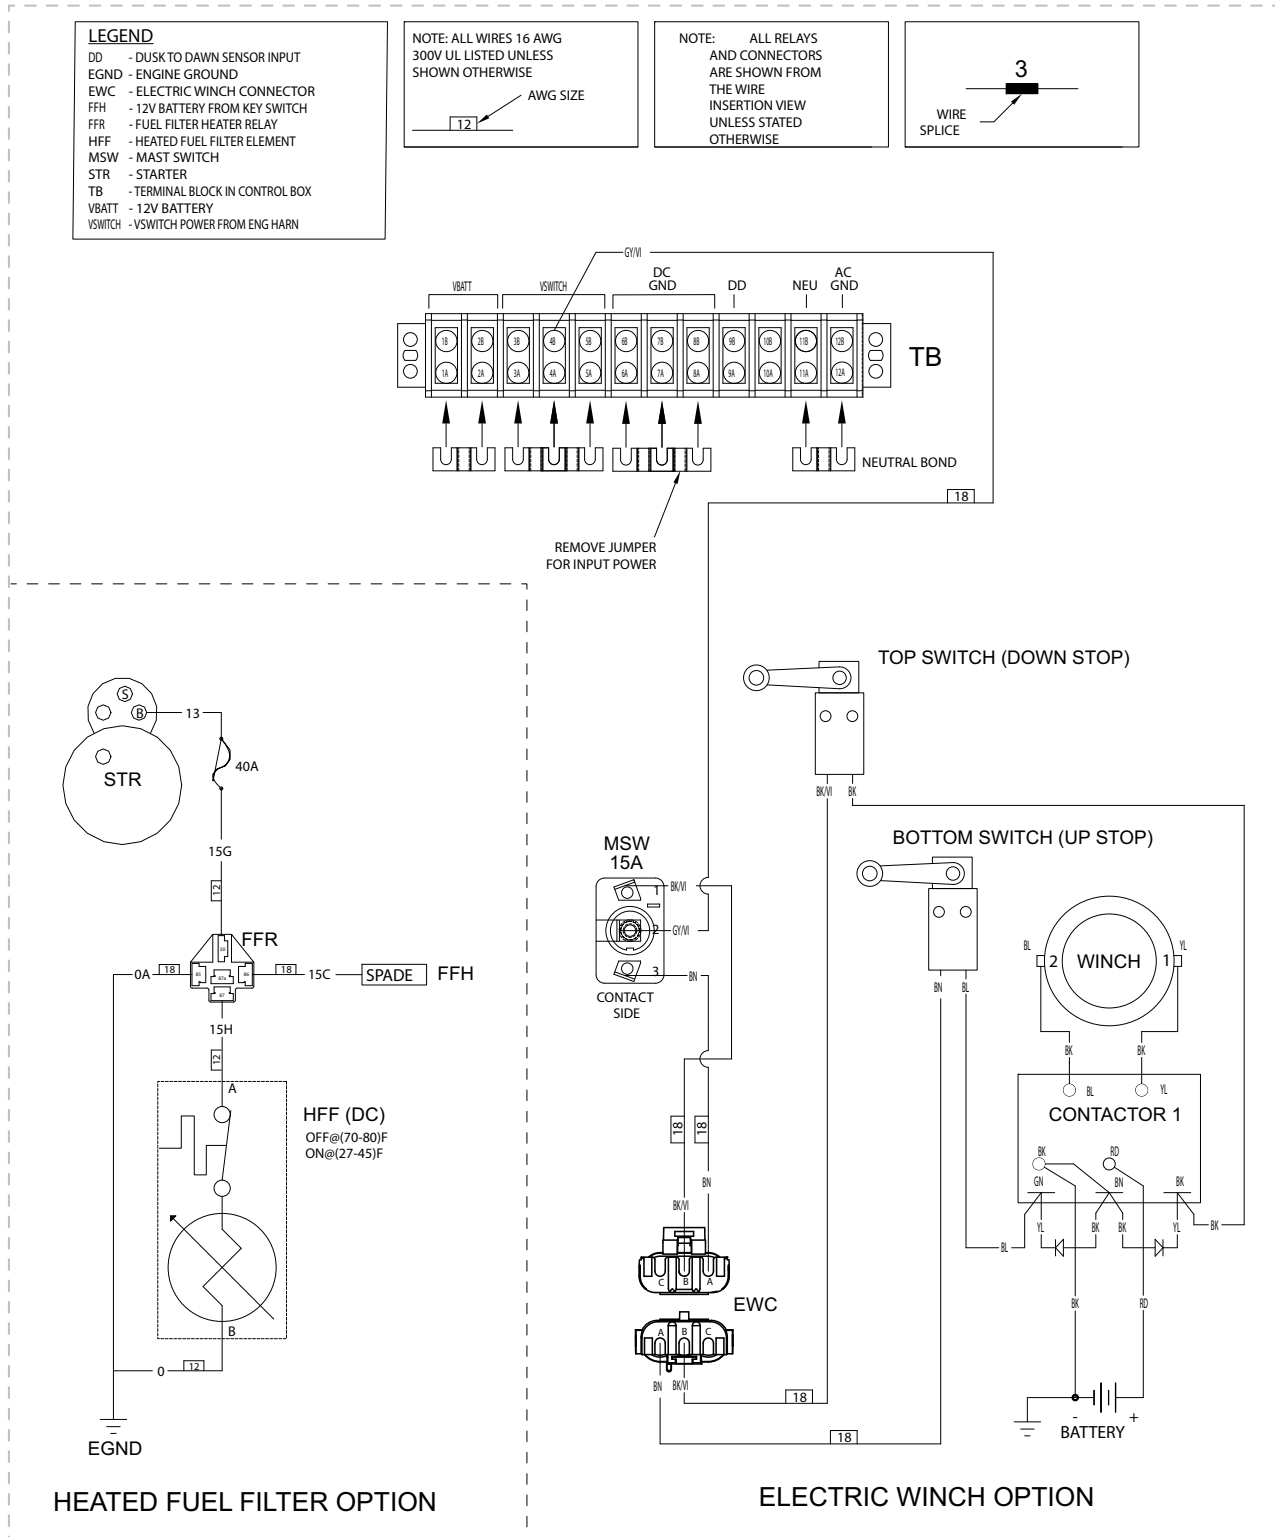 LEGEND
DD - DUSK TO DAWN SENSOR INPUT
EGND - ENGINE GROUND
EWC - ELECTRIC WINCH CONNECTOR
FFH - 12V BATTERY FROM KEY SWITCH
FFR - FUEL FILTER HEATER RELAY
HFF - HEATED FUEL FILTER ELEMENT
MSW - MAST SWITCH
STR - STARTER
TB - TERMINAL BLOCK IN CONTROL BOX
VBATT - 12V BATTERY
VSWITCH - VSWITCH POWER FROM ENG HARN
NOTE: ALL WIRES 16 AWG
300V UL LISTED UNLESS
SHOWN OTHERWISE
AWG SIZE
12
NOTE: ALL RELAYS
AND CONNECTORS
ARE SHOWN FROM
THE WIRE
INSERTION VIEW
UNLESS STATED
OTHERWISE
3
WIRE
SPLICE
GY/VI
VBATT
VSWITCH
DC
GND
DD
NEU
AC
GND
1B 2B 3B 4B 5B 6B 7B 8B 9B 10B 11B 12B
1A 2A 3A 4A 5A 6A 7A 8A 9A 10A 11A 12A
TB
NEUTRAL BOND
18
REMOVE JUMPER
FOR INPUT POWER
TOP SWITCH (DOWN STOP)
BK/VI BK
BOTTOM SWITCH (UP STOP)
BN BL
MSW
15A
1 BK/VI
2 GY/VI
3 BN
CONTACT
SIDE
BL YL
2 WINCH 1
BK BK
BL YL
CONTACTOR 1
BK RD
GN BN BK
YL BK BK YL BK
BL
BK RD
- +
BATTERY
18 18
BN
BK/VI
C B A
EWC
A B C
BN BK/VI
18
18
ELECTRIC WINCH OPTION
S
B 13
STR
40A
15G
12
FFR
30
85 87a 86
87
0A 18
18 15C SPADE FFH
15H
12
A
HFF (DC)
OFF@(70-80)F
ON@(27-45)F
B
0 12
EGND
HEATED FUEL FILTER OPTION